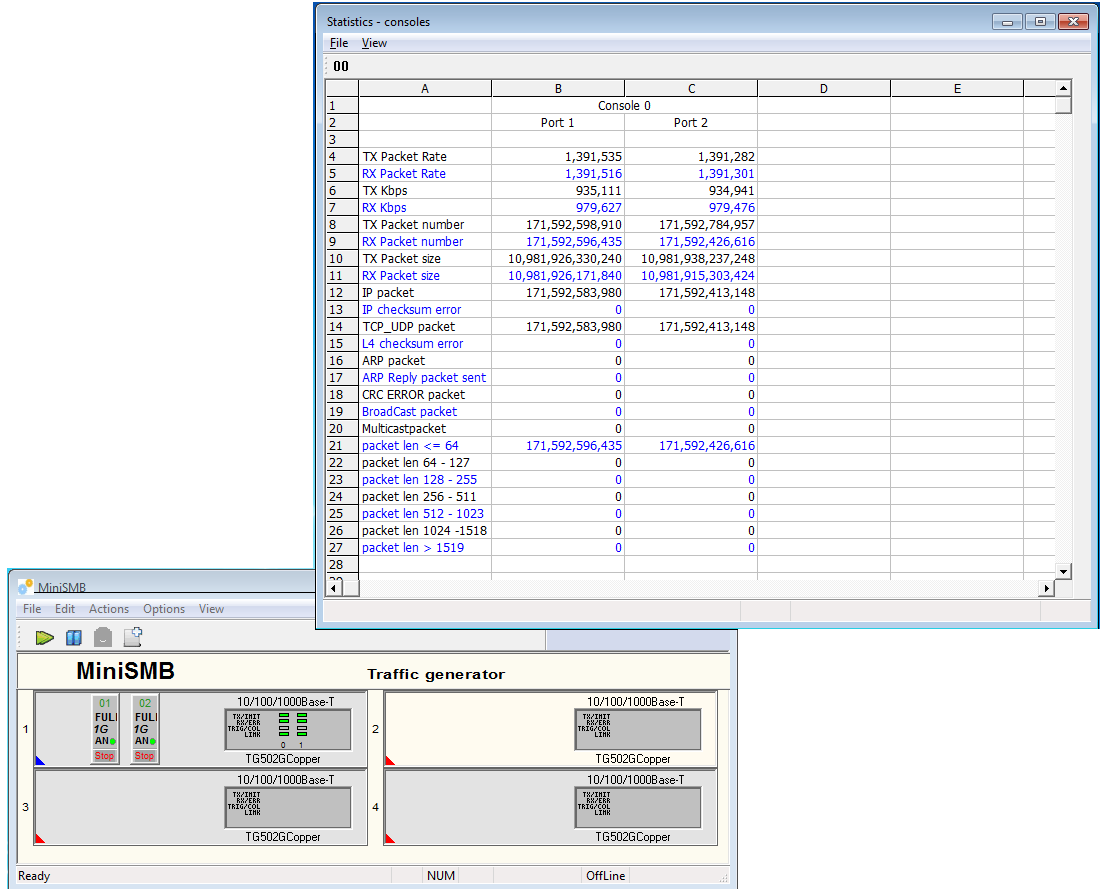 Statistics - consoles
File View
00
A B C D E
1 Console 0
2 Port 1 Port 2
3
4 TX Packet Rate 1,391,535 1,391,282
5 RX Packet Rate 1,391,516 1,391,301
6 TX Kbps 935,111 934,941
7 RX Kbps 979,627 979,476
8 TX Packet number 171,592,598,910 171,592,784,957
9 RX Packet number 171,592,596,435 171,592,426,616
10 TX Packet size 10,981,926,330,240 10,981,938,237,248
11 RX Packet size 10,981,926,171,840 10,981,915,303,424
12 IP packet 171,592,583,980 171,592,413,148
13 IP checksum error 0 0
14 TCP_UDP packet 171,592,583,980 171,592,413,148
15 L4 checksum error 0 0
16 ARP packet 0 0
17 ARP Reply packet sent 0 0
18 CRC ERROR packet 0 0
19 BroadCast packet 0 0
20 Multicastpacket 0 0
21 packet len <= 64 171,592,596,435 171,592,426,616
22 packet len 64 - 127 0 0
23 packet len 128 - 255 0 0
24 packet len 256 - 511 0 0
25 packet len 512 - 1023 0 0
26 packet len 1024 -1518 0 0
27 packet len > 1519 0 0
28
MiniSMB
File Edit Actions Options View
MiniSMB Traffic generator
1
01
FULL
1G
AN
Stop
02
FULL
1G
AN
Stop
10/100/1000Base-T
TX/INIT
RX/ERR
TRIG/COL
LINK
0 1
TG502GCopper
2
10/100/1000Base-T
TX/INIT
RX/ERR
TRIG/COL
LINK
TG502GCopper
3
10/100/1000Base-T
TX/INIT
RX/ERR
TRIG/COL
LINK
TG502GCopper
4
10/100/1000Base-T
TX/INIT
RX/ERR
TRIG/COL
LINK
TG502GCopper
Ready NUM OffLine